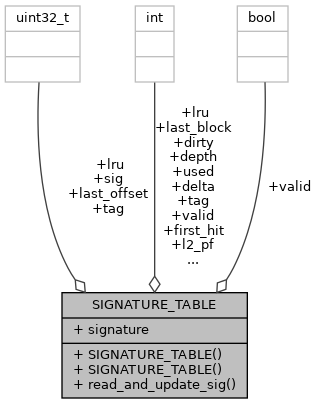 uint32_t
int
bool
+lru
+sig
+last_offset
+tag
+lru
+last_block
+dirty
+depth
+used
+delta
+tag
+valid
+first_hit
+l2_pf
...
+valid
SIGNATURE_TABLE
+ signature
+ SIGNATURE_TABLE()
+ SIGNATURE_TABLE()
+ read_and_update_sig()